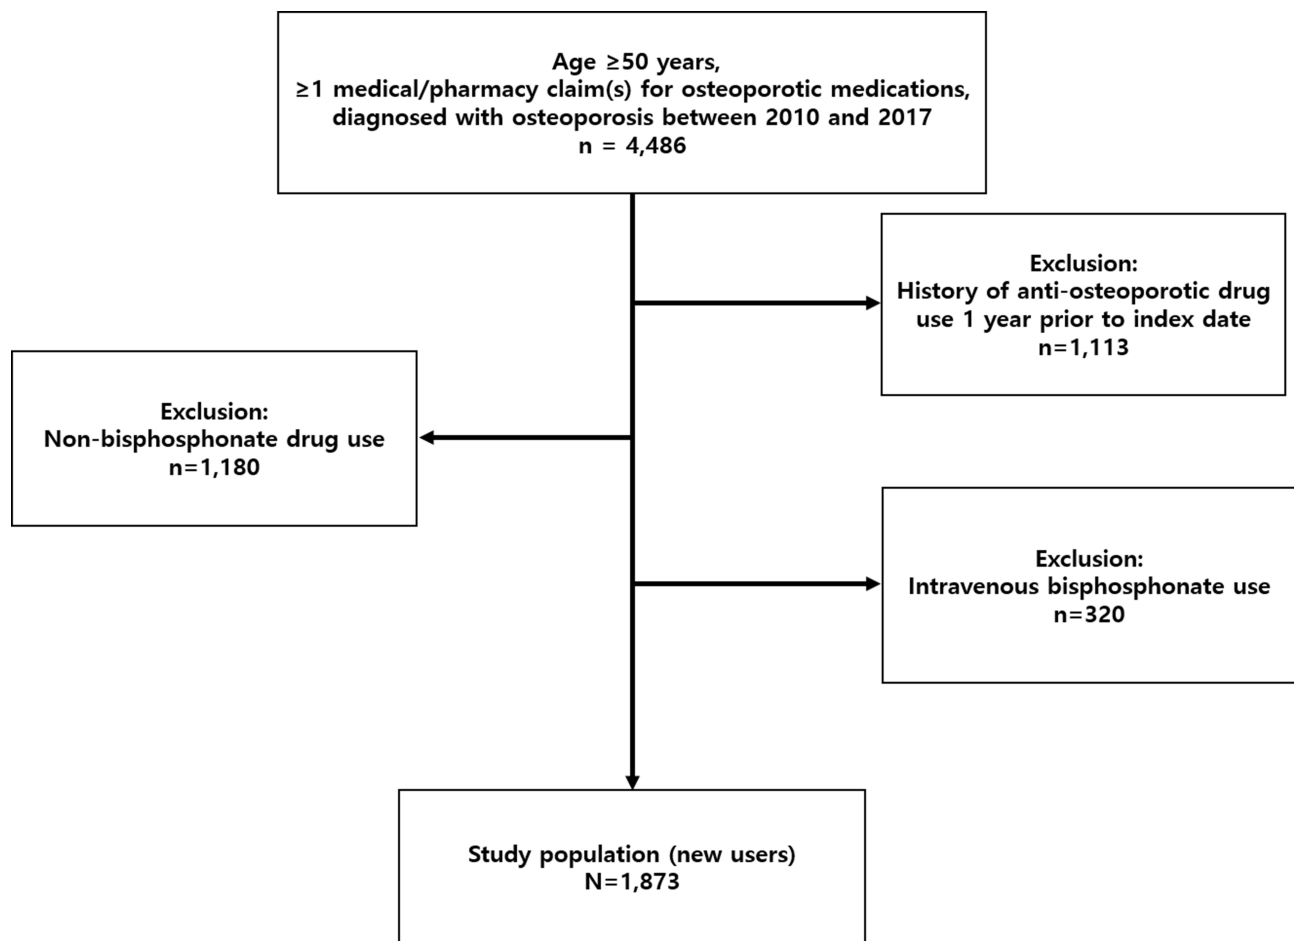 Age ≥50 years,
≥1 medical/pharmacy claim(s) for osteoporotic medications,
diagnosed with osteoporosis between 2010 and 2017
n = 4,486
Exclusion:
History of anti-osteoporotic drug
use 1 year prior to index date
n=1,113
Exclusion:
Non-bisphosphonate drug use
n=1,180
Exclusion:
Intravenous bisphosphonate use
n=320
Study population (new users)
N=1,873